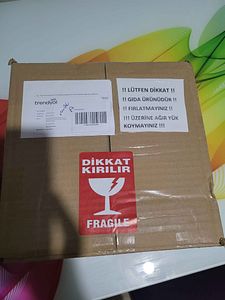 trendyol
!! LÜTFEN DİKKAT !!
!! GIDA ÜRÜNÜDÜR !!
!! FIRLATMAYINIZ !!
!!! ÜZERİNE AĞIR YÜK
KOYMAYINIZ !!!
DİKKAT
KIRILIR
FRAGILE